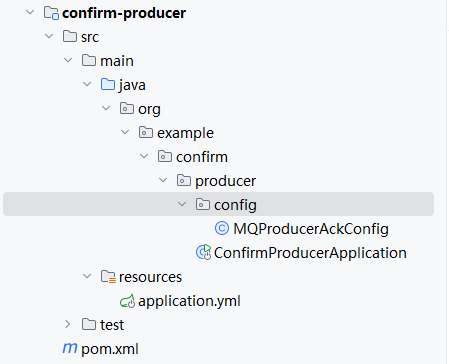 confirm-producer
src
main
java
org
example
confirm
producer
config
MQProducerAckConfig
ConfirmProducerApplication
resources
application.yml
test
pom.xml